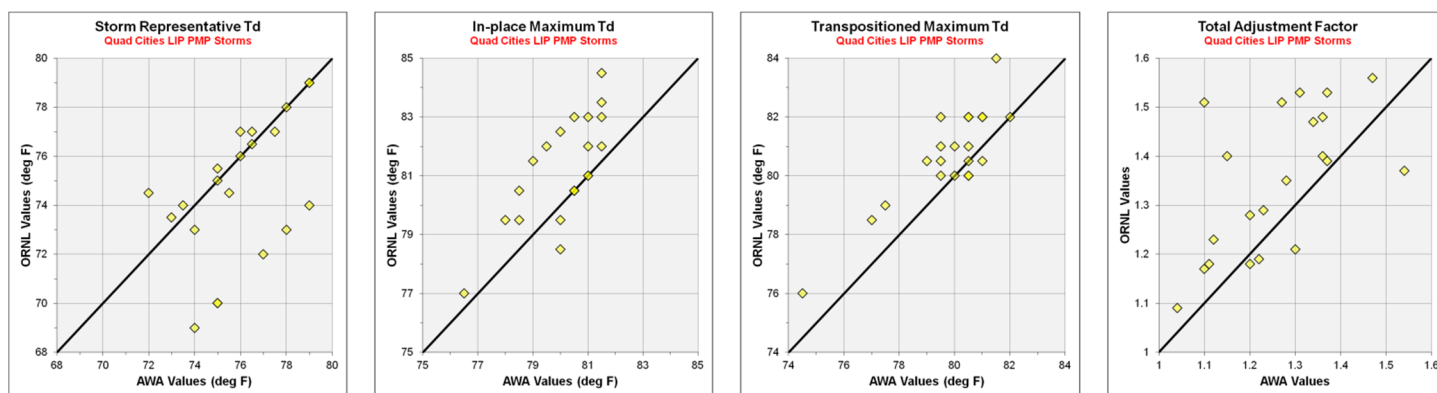 Storm Representative Td
Quad Cities LIP PMP Storms
ORNL Values (deg F)
80
78
76
74
72
70
68
68 70 72 74 76 78 80
AWA Values (deg F)
In-place Maximum Td
Quad Cities LIP PMP Storms
ORNL Values (deg F)
85
83
81
79
77
75
75 77 79 81 83 85
AWA Values (deg F)
Transpositioned Maximum Td
Quad Cities LIP PMP Storms
ORNL Values (deg F)
84
82
80
78
76
74
74 76 78 80 82 84
AWA Values (deg F)
Total Adjustment Factor
Quad Cities LIP PMP Storms
ORNL Values
1.6
1.5
1.4
1.3
1.2
1.1
1
1 1.1 1.2 1.3 1.4 1.5 1.6
AWA Values